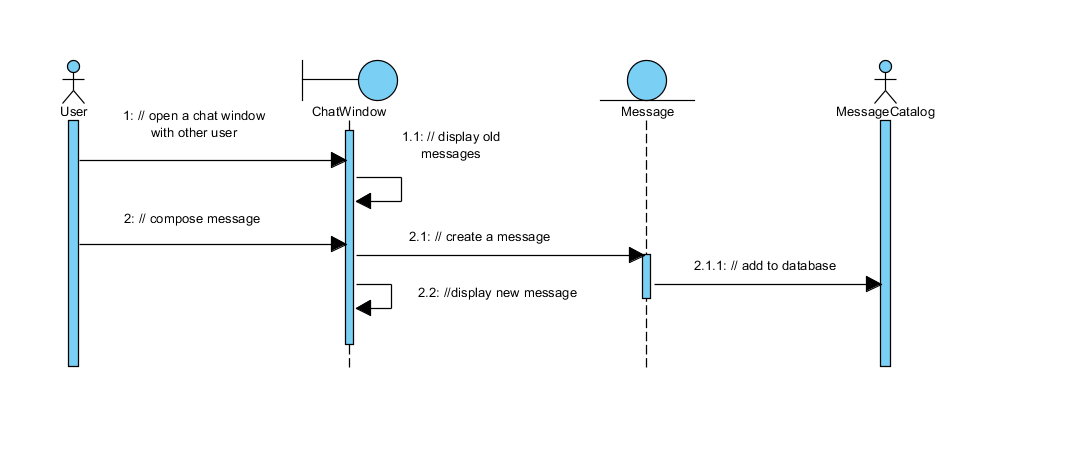 User
ChatWindow
Message
MessageCatalog
1: // open a chat window
with other user
1.1: // display old
messages
2: // compose message
2.1: // create a message
2.1.1: // add to database
2.2: //display new message